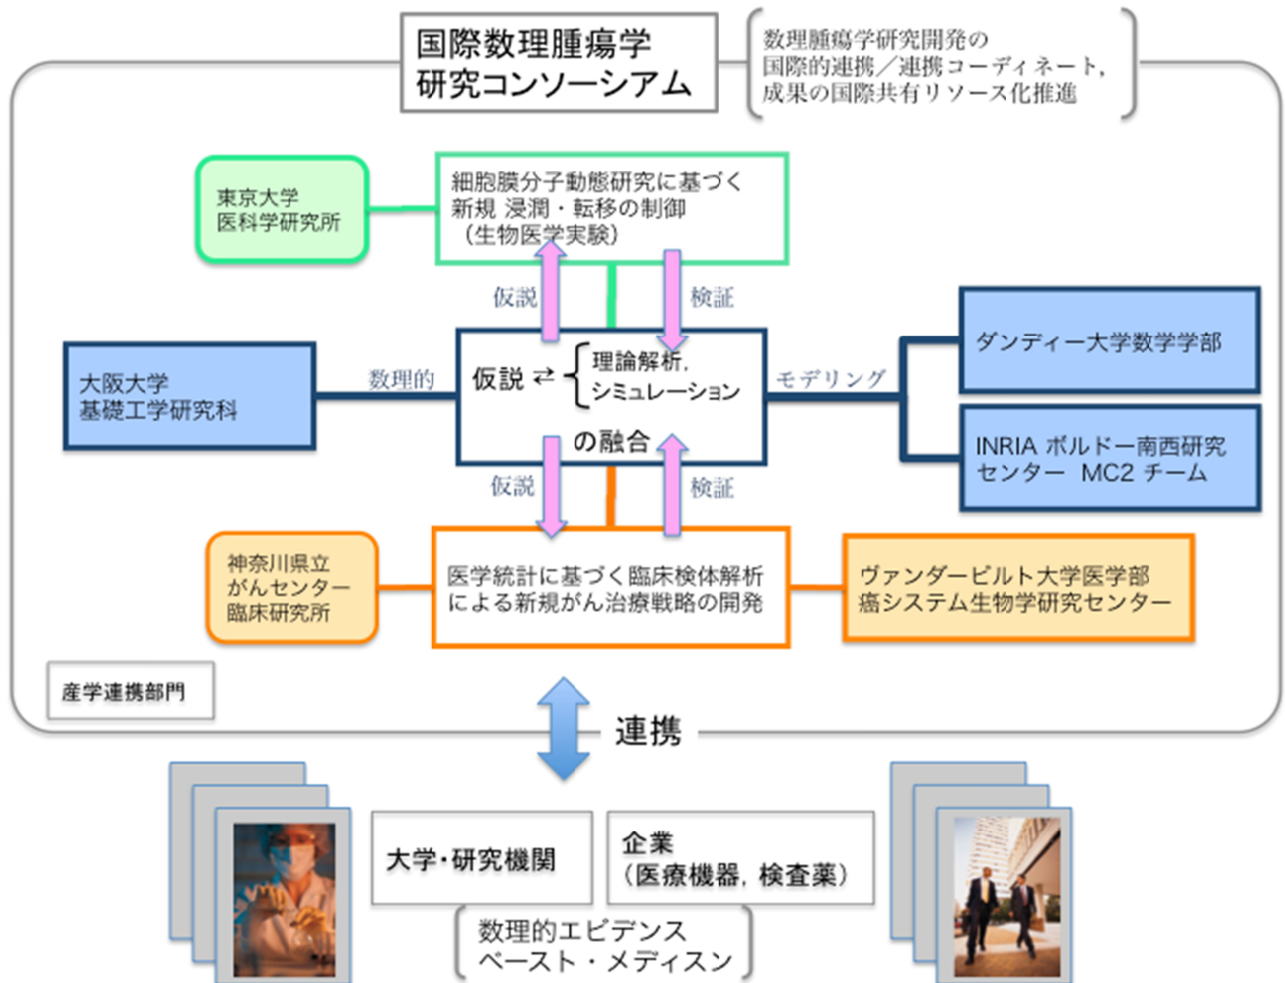 国際数理腫瘍学
研究コンソーシアム
数理腫瘍学研究開発の
国際的連携／連携コーディネート，
成果の国際共有リソース化推進
東京大学
医科学研究所
細胞膜分子動態研究に基づく
新規 浸潤・転移の制御
（生物医学実験）
仮説
検証
大阪大学
基礎工学研究科
数理的
仮説 ⇄
理論解析，
シミュレーション
の融合
モデリング
ダンディー大学数学学部
INRIA ボルドー南西研究
センター MC2 チーム
仮説
検証
神奈川県立
がんセンター
臨床研究所
医学統計に基づく臨床検体解析
による新規がん治療戦略の開発
ヴァンダービルト大学医学部
癌システム生物学研究センター
産学連携部門
連携
大学・研究機関
企業
（医療機器，検査薬）
数理的エビデンス
ベースト・メディスン